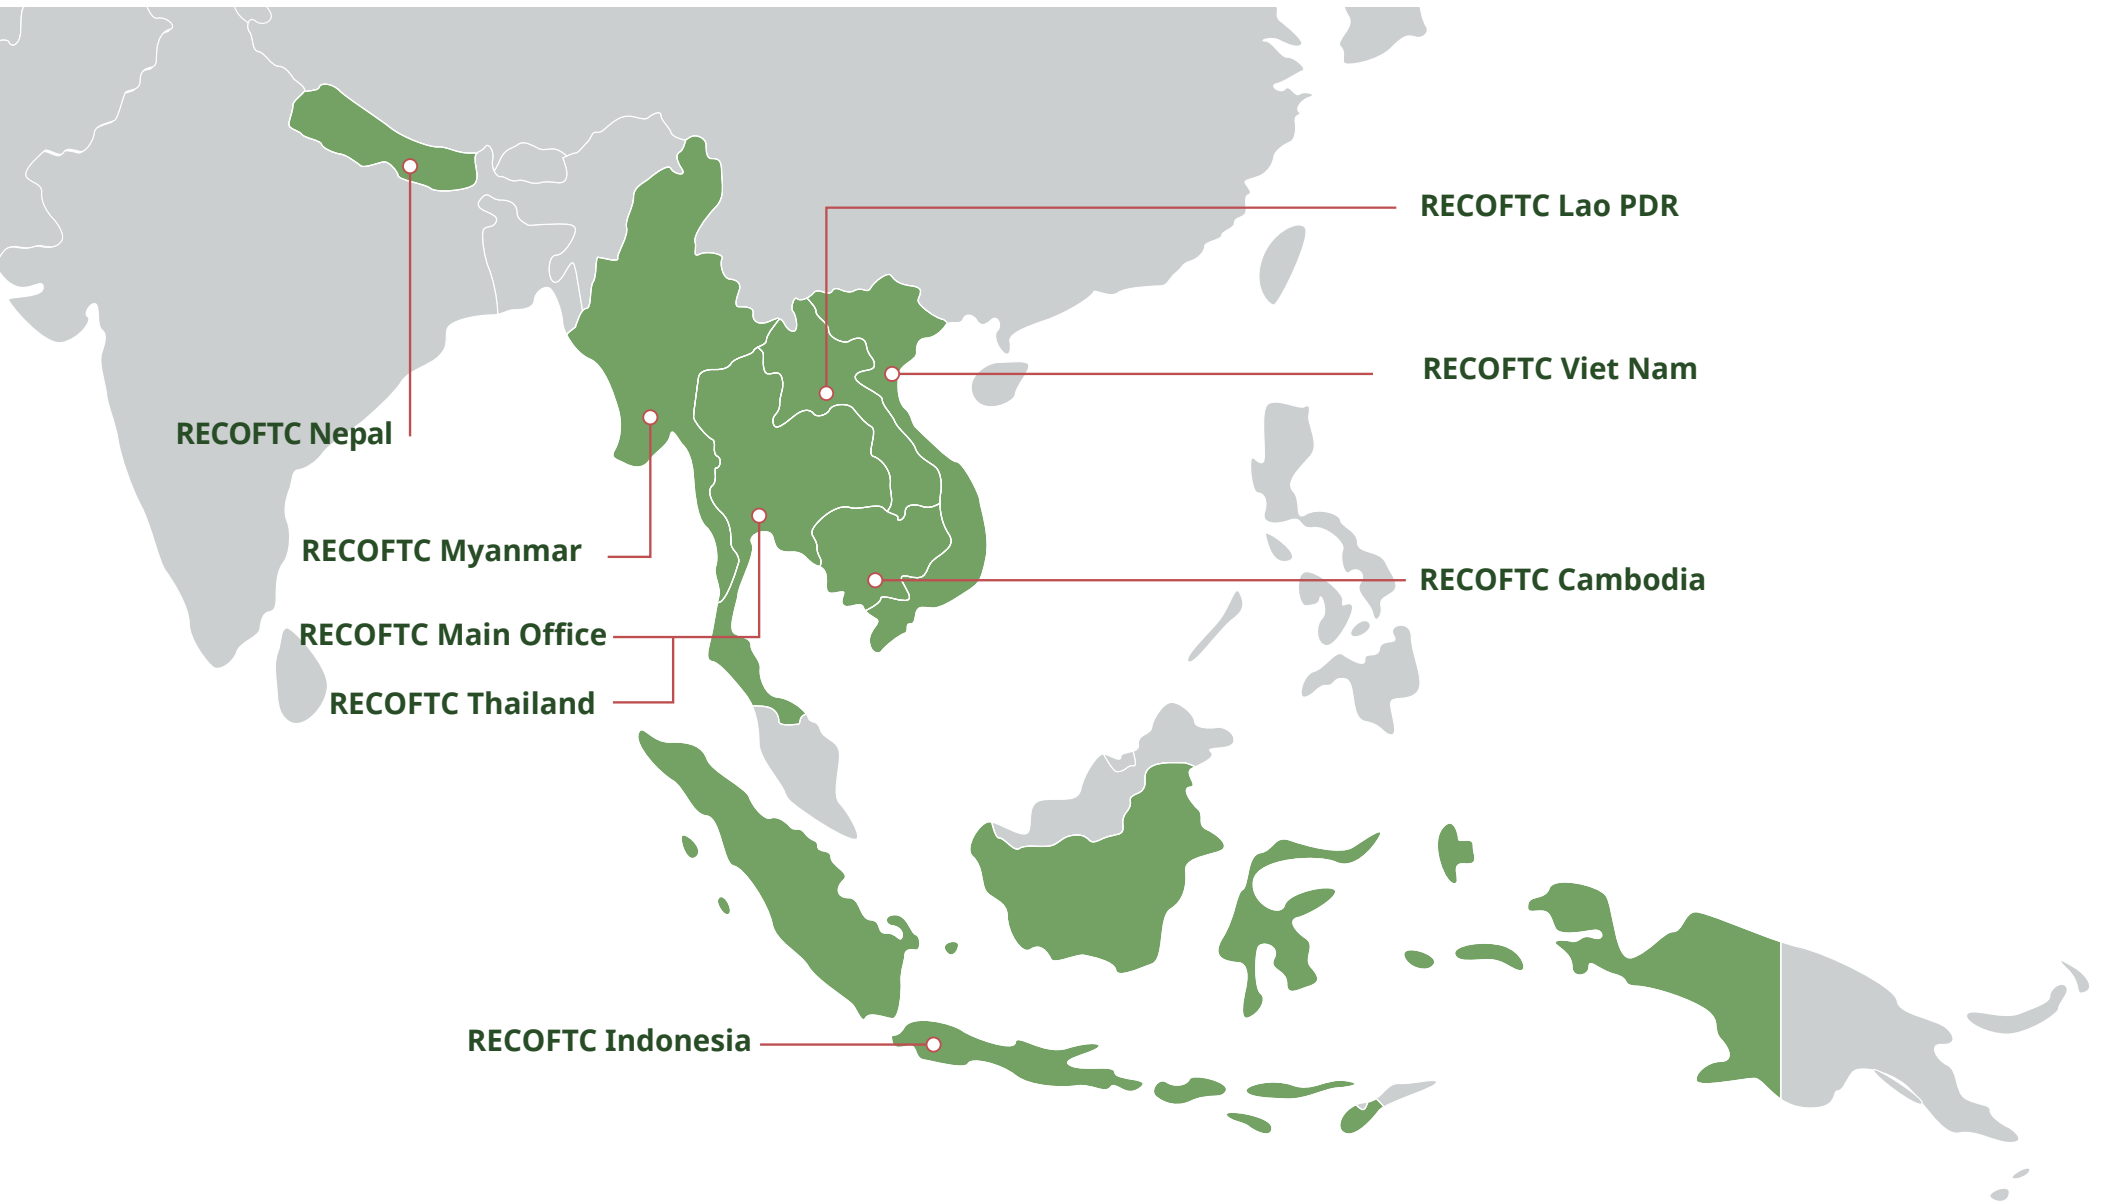 RECOFTC Lao PDR
RECOFTC Viet Nam
RECOFTC Nepal
RECOFTC Myanmar
RECOFTC Cambodia
RECOFTC Main Office
RECOFTC Thailand
RECOFTC Indonesia